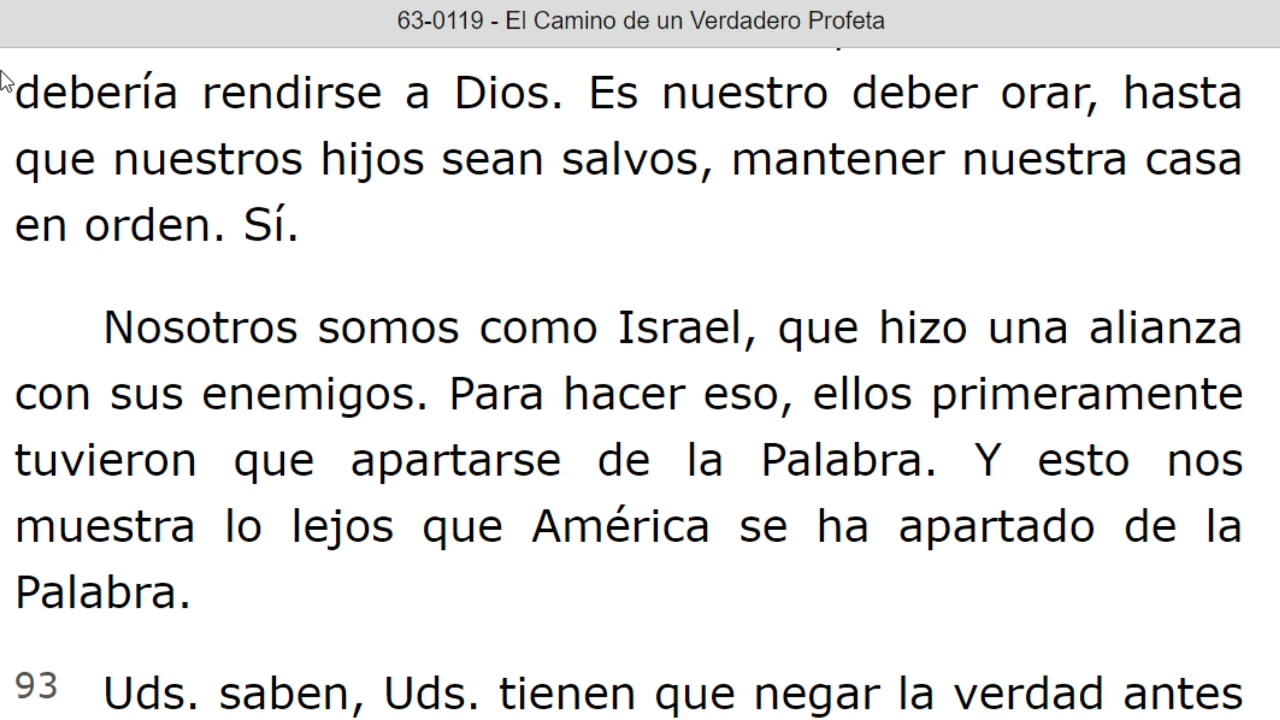 63-0119 - El Camino de un Verdadero Profeta
debería rendirse a Dios. Es nuestro deber orar, hasta
que nuestros hijos sean salvos, mantener nuestra casa
en orden. Sí.
Nosotros somos como Israel, que hizo una alianza
con sus enemigos. Para hacer eso, ellos primeramente
tuvieron que apartarse de la Palabra. Y esto nos
muestra lo lejos que América se ha apartado de la
Palabra.
93 Uds. saben, Uds. tienen que negar la verdad antes